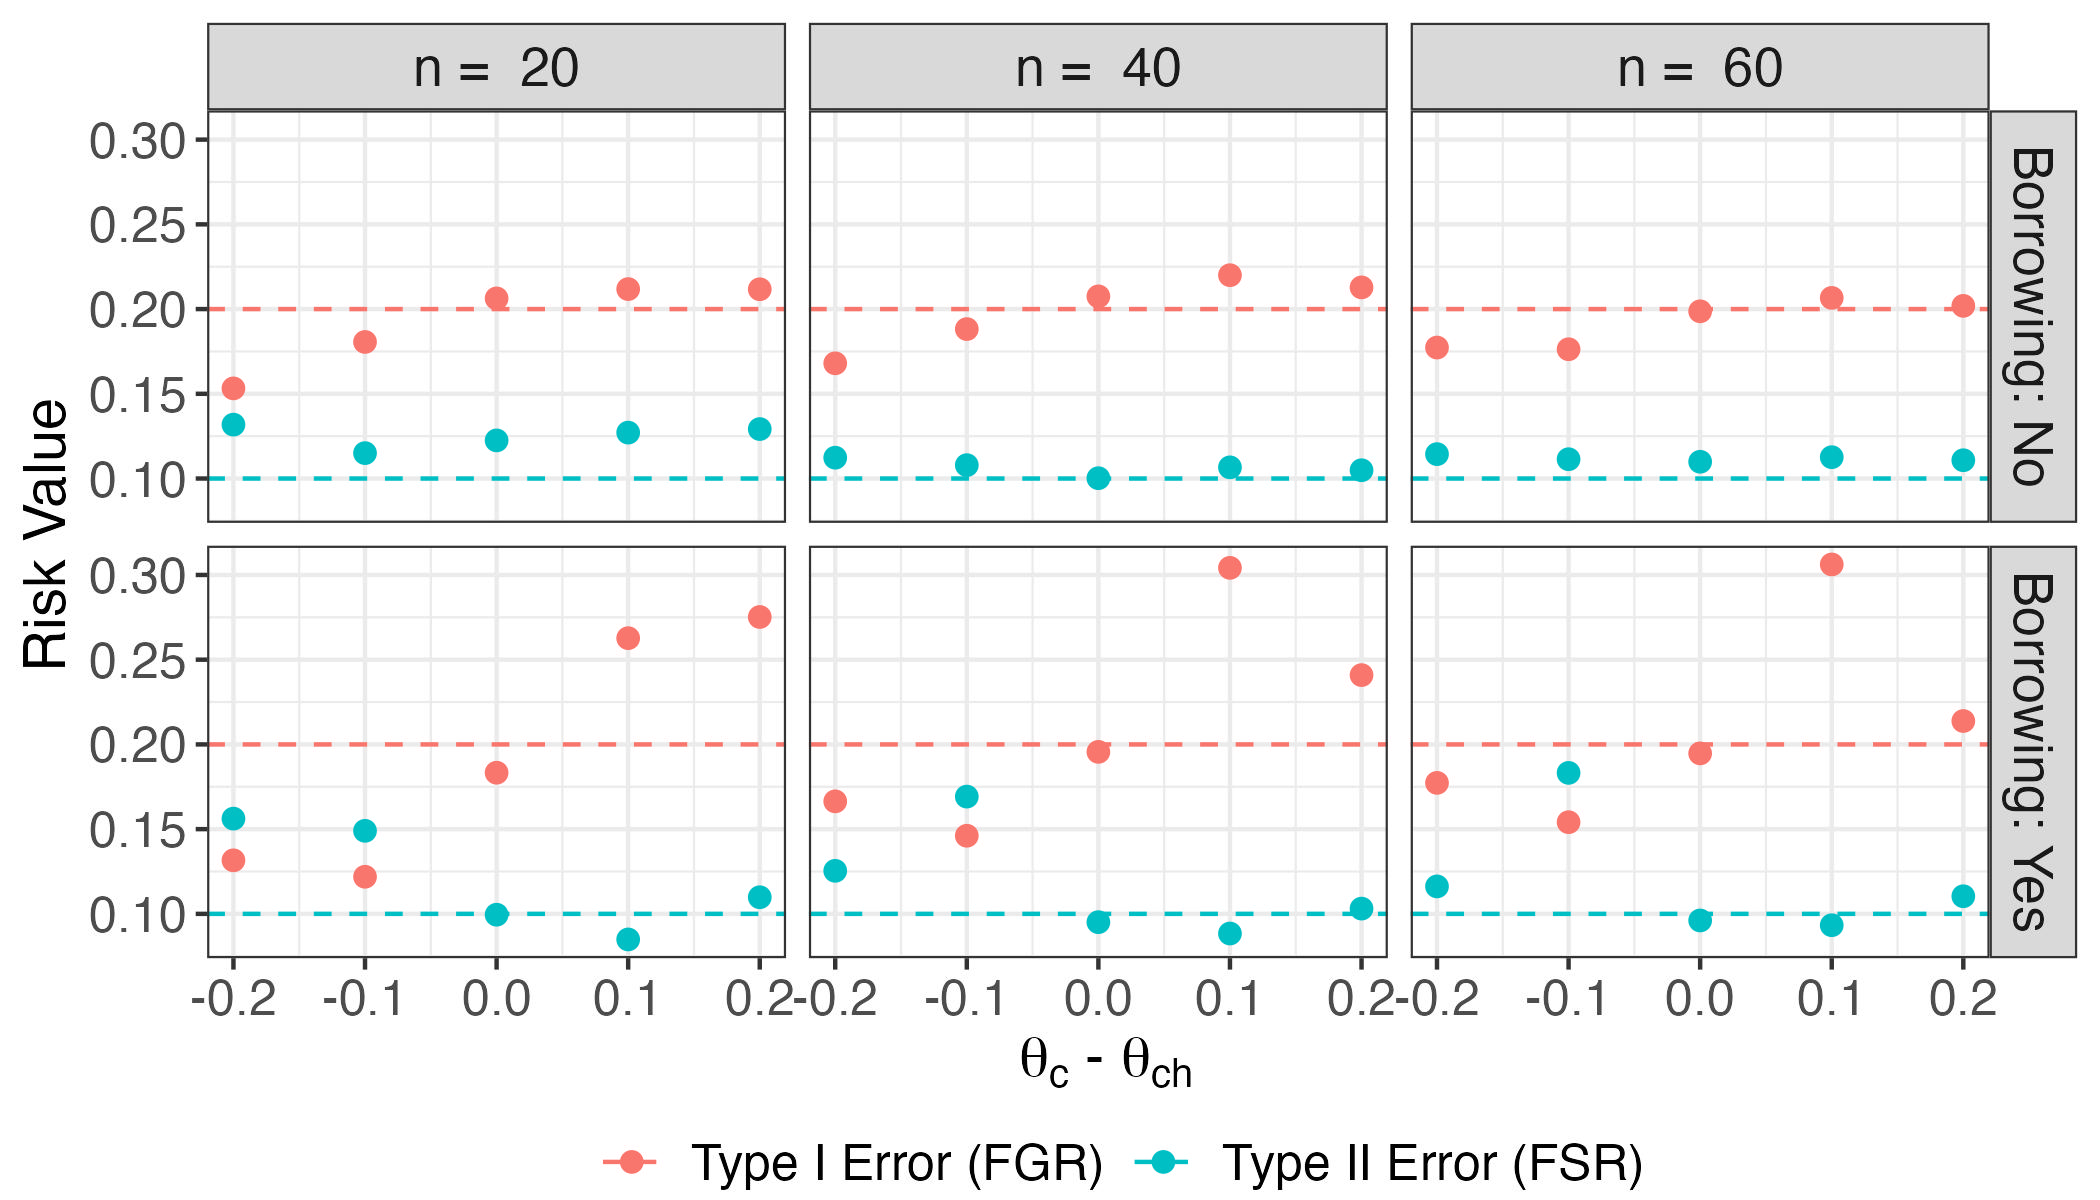 n = 20
n = 40
n = 60
0.30
0.25
0.20
0.15
0.10
Borrowing: No
Risk Value
0.30
0.25
0.20
0.15
0.10
Borrowing: Yes
-0.2 -0.1 0.0 0.1 0.2
-0.2 -0.1 0.0 0.1 0.2
-0.2 -0.1 0.0 0.1 0.2
θc - θch
Type I Error (FGR) Type II Error (FSR)